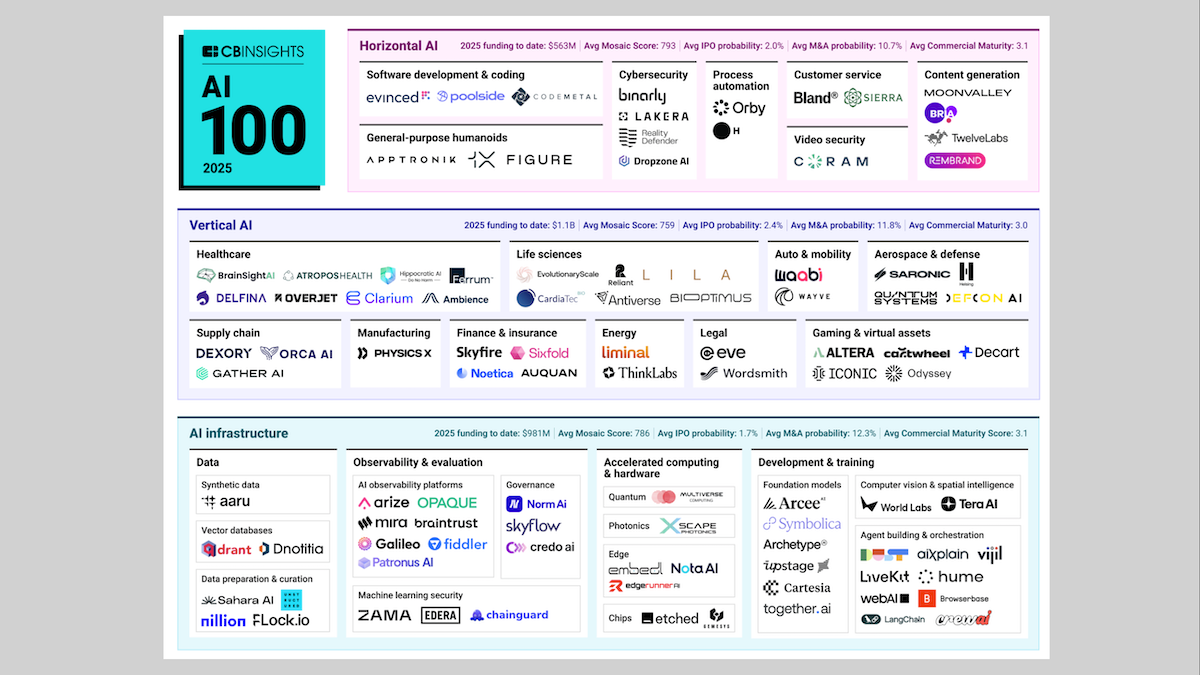 CBINSIGHTS
AI
100
2025
Horizontal AI
2025 funding to date: $563M | Avg Mosaic Score: 793 | Avg IPO probability: 2.0% | Avg M&A probability: 10.7% | Avg Commercial Maturity: 3.1
Software development & coding
evinced poolside CODEMETAL
General-purpose humanoids
APPTRONIK 1X FIGURE
Cybersecurity
binarly
LAKERA
Reality
Defender
Dropzone AI
Process
automation
Orby
H
Customer service
Bland® SIERRA
Video security
CORAM
Content generation
MOONVALLEY
BRIA
TwelveLabs
REMBRAND
Vertical AI
2025 funding to date: $1.1B | Avg Mosaic Score: 759 | Avg IPO probability: 2.4% | Avg M&A probability: 11.8% | Avg Commercial Maturity: 3.0
Healthcare
BrainSightAI ATROPOSHEALTH Hippocratic AI Ferrum
Do No Harm
DELFINA OVERJET Clarium Ambience
Life sciences
EvolutionaryScale Reliant LILA
CardiaTec BIO Antiverse BIOPTIMUS
Auto & mobility
waabi
WAYVE
Aerospace & defense
SARONIC Helsing
QUANTUM
SYSTEMS DEFCON AI
Supply chain
DEXORY ORCA AI
GATHER AI
Manufacturing
PHYSICS X
Finance & insurance
Skyfire Sixfold
Noetica AUQUAN
Energy
liminal
ThinkLabs
Legal
eve
Wordsmith
Gaming & virtual assets
ALTERA cartwheel Decart
ICONIC Odyssey
AI infrastructure
2025 funding to date: $981M | Avg Mosaic Score: 786 | Avg IPO probability: 1.7% | Avg M&A probability: 12.3% | Avg Commercial Maturity Score: 3.1
Data
Synthetic data
aaru
Vector databases
qdrant Dnotitia
Data preparation & curation
Sahara AI UNSTRUCTURED
nillion FLock.io
Observability & evaluation
AI observability platforms
arize OPAQUE
mira braintrust
Galileo fiddler
Patronus AI
Governance
Norm Ai
skyflow
credo ai
Machine learning security
ZAMA EDERA chainguard
Accelerated computing
& hardware
Quantum MULTIVERSE
COMPUTING
Photonics XSCAPE
PHOTONICS
Edge
embedl Nota AI
edgerunner AI
Chips etched GEMESYS
Development & training
Foundation models
Arcee AI
Symbolica
Archetype®
upstage
Cartesia
together.ai
Computer vision & spatial intelligence
World Labs Tera AI
Agent building & orchestration
aixplain vijil
LiveKit hume
webAI B Browserbase
LangChain crewai